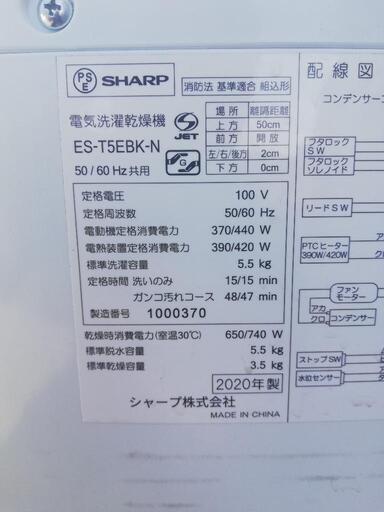 PS E
SHARP
消防法 基準適合 組込形
電気洗濯乾燥機
JET
ES-T5EBK-N
50/60Hz共用
場所 離隔距離
上方 50cm
前方 開放
左/右/後方 2cm
下方 0cm
定格電圧 100 V
定格周波数 50/60 Hz
電動機定格消費電力 370/440 W
電熱装置定格消費電力 390/420 W
標準洗濯容量 5.5 kg
定格時間 洗いのみ 15/15 min
ガンコ汚れコース 48/47 min
製造番号 1000370
乾燥時消費電力(室温30℃) 650/740 W
標準脱水容量 5.5 kg
標準乾燥容量 3.5 kg
2020年製
シャープ株式会社
MADE IN CHINA
配線図
コンデンサー
フタロック
SW
フタロック
ソレノイド
リードSW
PTCヒーター
390W/420W
ファン
モーター
アカ
クロ
コンデンサー
ストップSW
水位センサー